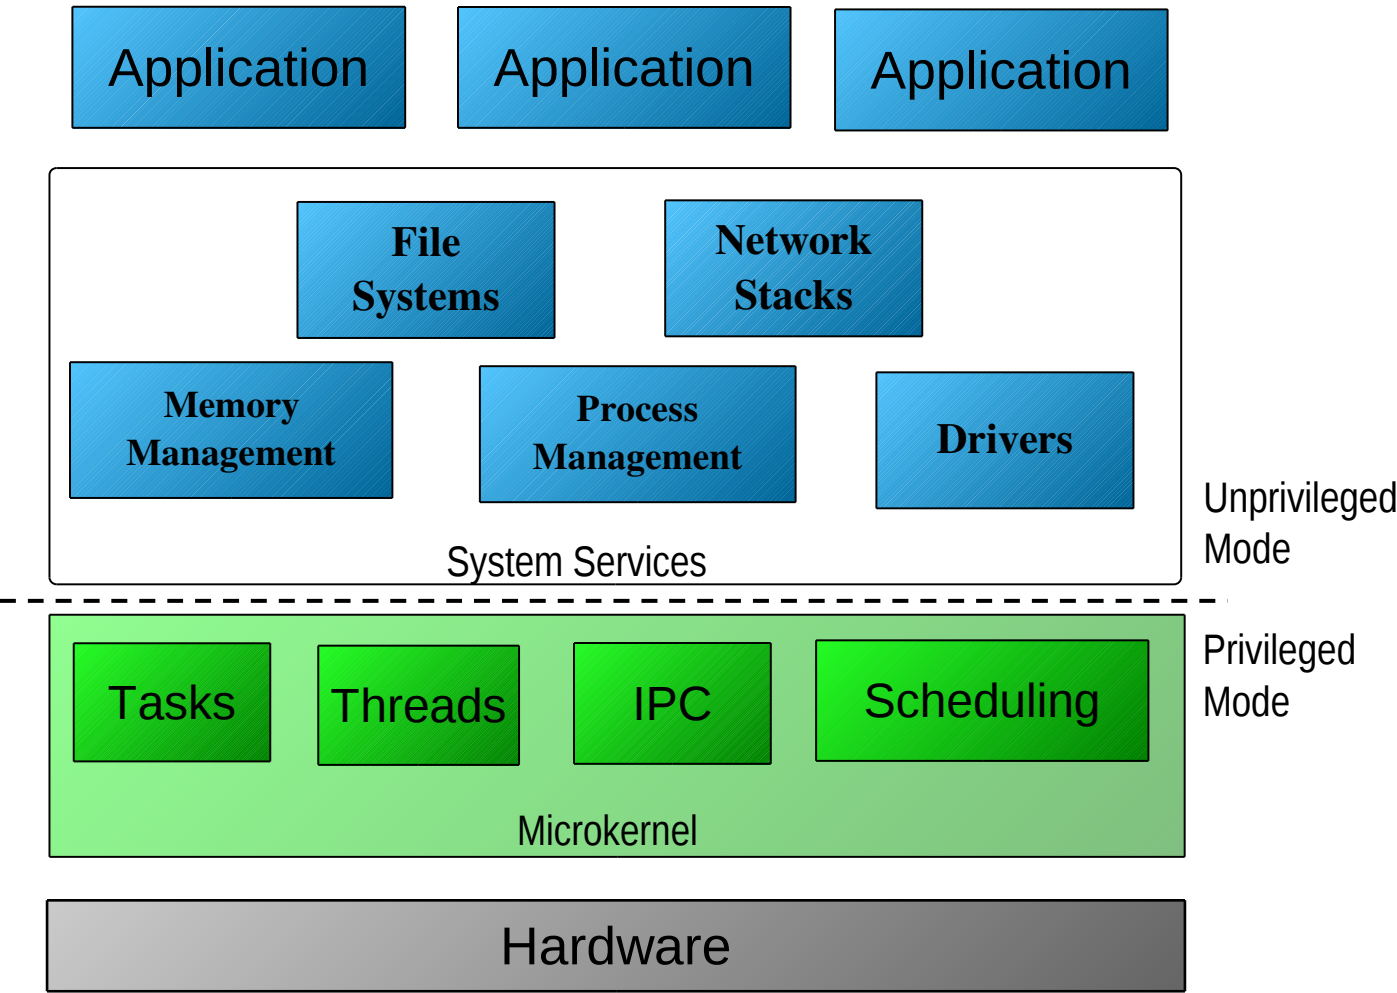 Application
Application
Application
File
Systems
Network
Stacks
Memory
Management
Process
Management
Drivers
System Services
Unprivileged
Mode
Privileged
Mode
Tasks
Threads
IPC
Scheduling
Microkernel
Hardware